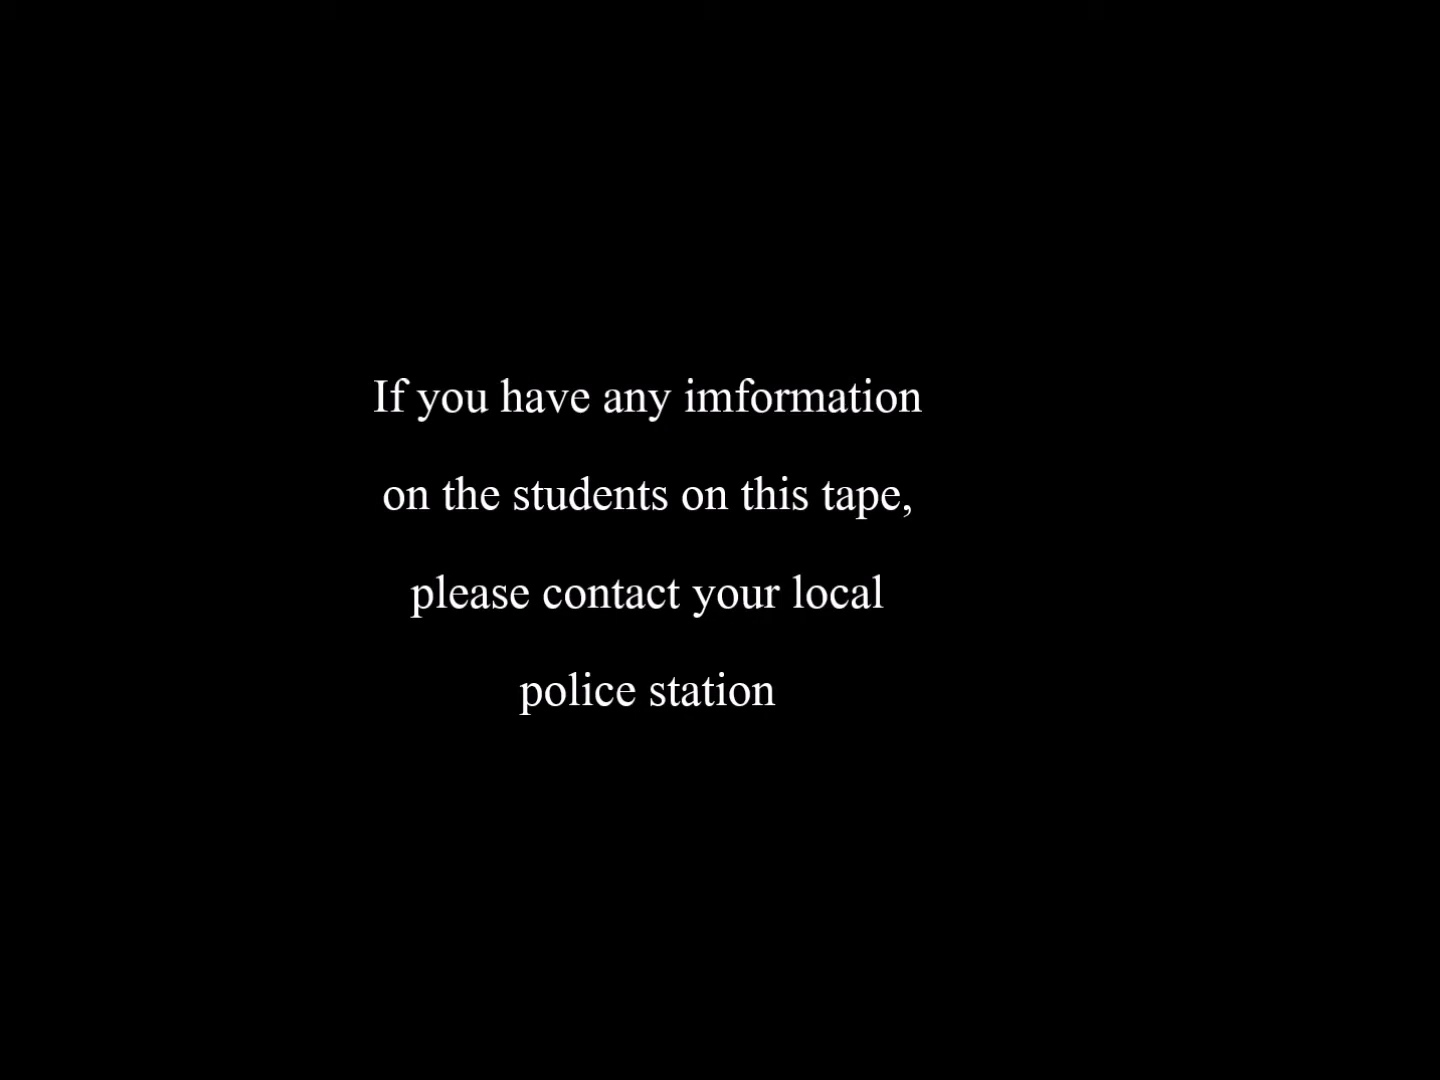 If you have any imformation
on the students on this tape,
please contact your local
police station